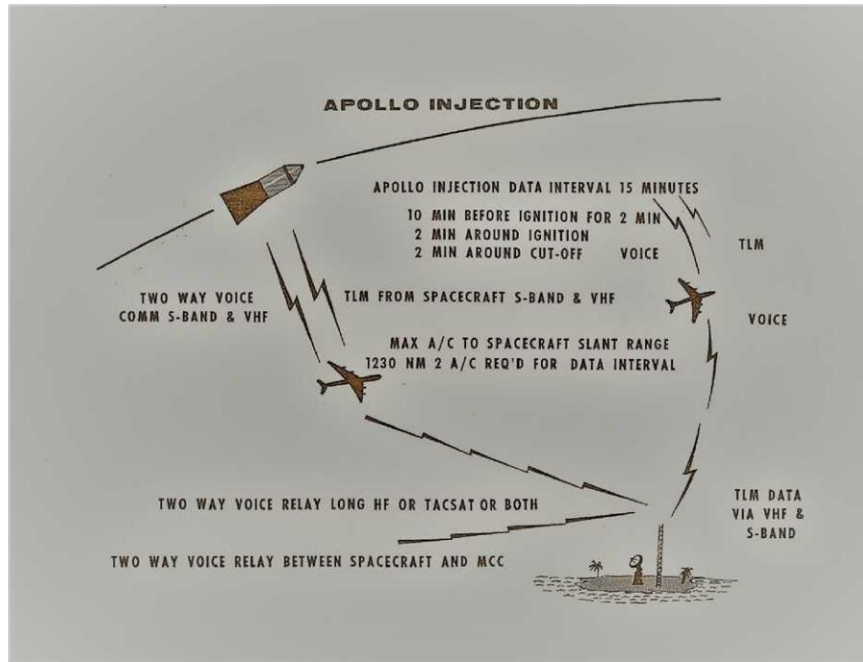 APOLLO INJECTION
APOLLO INJECTION DATA INTERVAL 15 MINUTES
10 MIN BEFORE IGNITION FOR 2 MIN
2 MIN AROUND IGNITION
2 MIN AROUND CUT-OFF
VOICE
TLM
TWO WAY VOICE
COMM S-BAND & VHF
TLM FROM SPACECRAFT S-BAND & VHF
VOICE
MAX A/C TO SPACECRAFT SLANT RANGE
1230 NM 2 A/C REQ'D FOR DATA INTERVAL
TWO WAY VOICE RELAY LONG HF OR TACSAT OR BOTH
TLM DATA
VIA VHF &
S-BAND
TWO WAY VOICE RELAY BETWEEN SPACECRAFT AND MCC